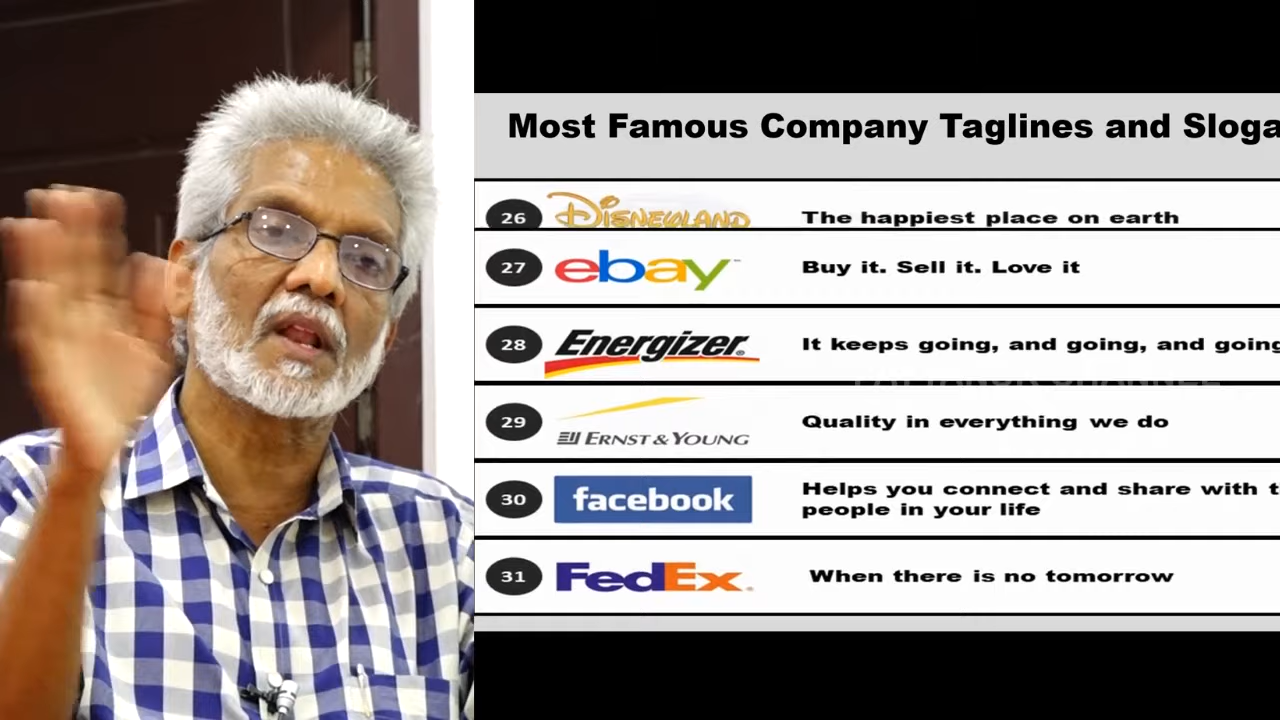 Most Famous Company Taglines and Sloga
26 DISNEYLAND The happiest place on earth
27 ebay™ Buy it. Sell it. Love it
28 Energizer® It keeps going, and going, and going
CHANNEL
29 ERNST & YOUNG Quality in everything we do
30 facebook Helps you connect and share with t
people in your life
31 FedEx® When there is no tomorrow